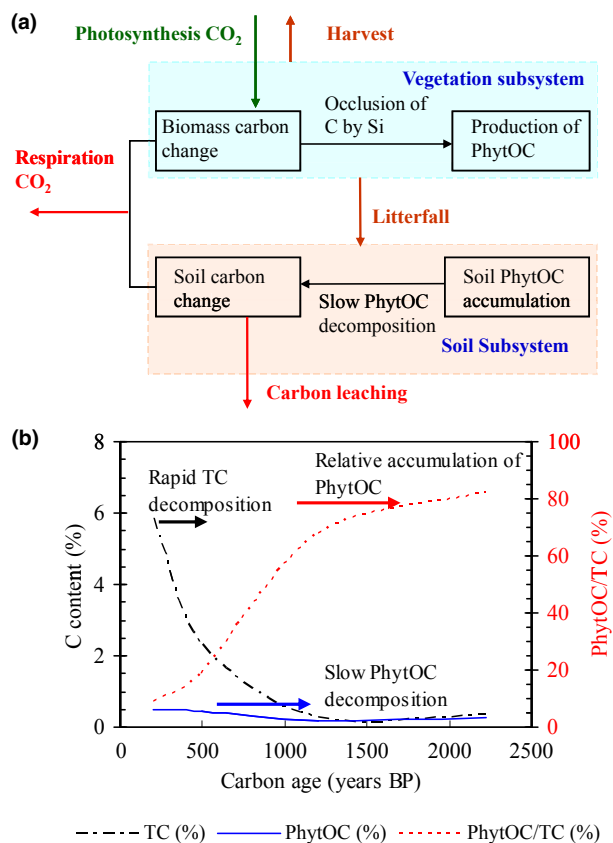 (a)
Photosynthesis CO₂
Harvest
Vegetation subsystem
Biomass carbon
change
Occlusion of
C by Si
Production of
PhytOC
Respiration
CO₂
Litterfall
Soil carbon
change
Slow PhytOC
decomposition
Soil PhytOC
accumulation
Soil Subsystem
Carbon leaching
(b)
8
6
4
2
0
C content (%)
100
80
60
40
20
0
PhytOC/TC (%)
Rapid TC
decomposition
Relative accumulation of
PhytOC
Slow PhytOC
decomposition
0 500 1000 1500 2000 2500
Carbon age (years BP)
TC (%) PhytOC (%) PhytOC/TC (%)